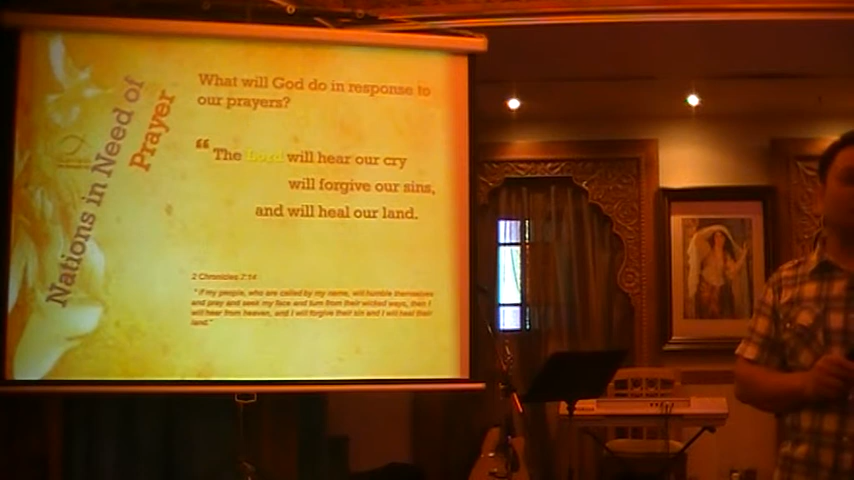 Nations in Need of
Prayer
What will God do in response to
our prayers?
“ The Lord will hear our cry
will forgive our sins,
and will heal our land.
2 Chronicles 7:14
" if my people, who are called by my name, will humble themselves
and pray and seek my face and turn from their wicked ways, then I
will hear from heaven, and I will forgive their sin and I will heal their
land."